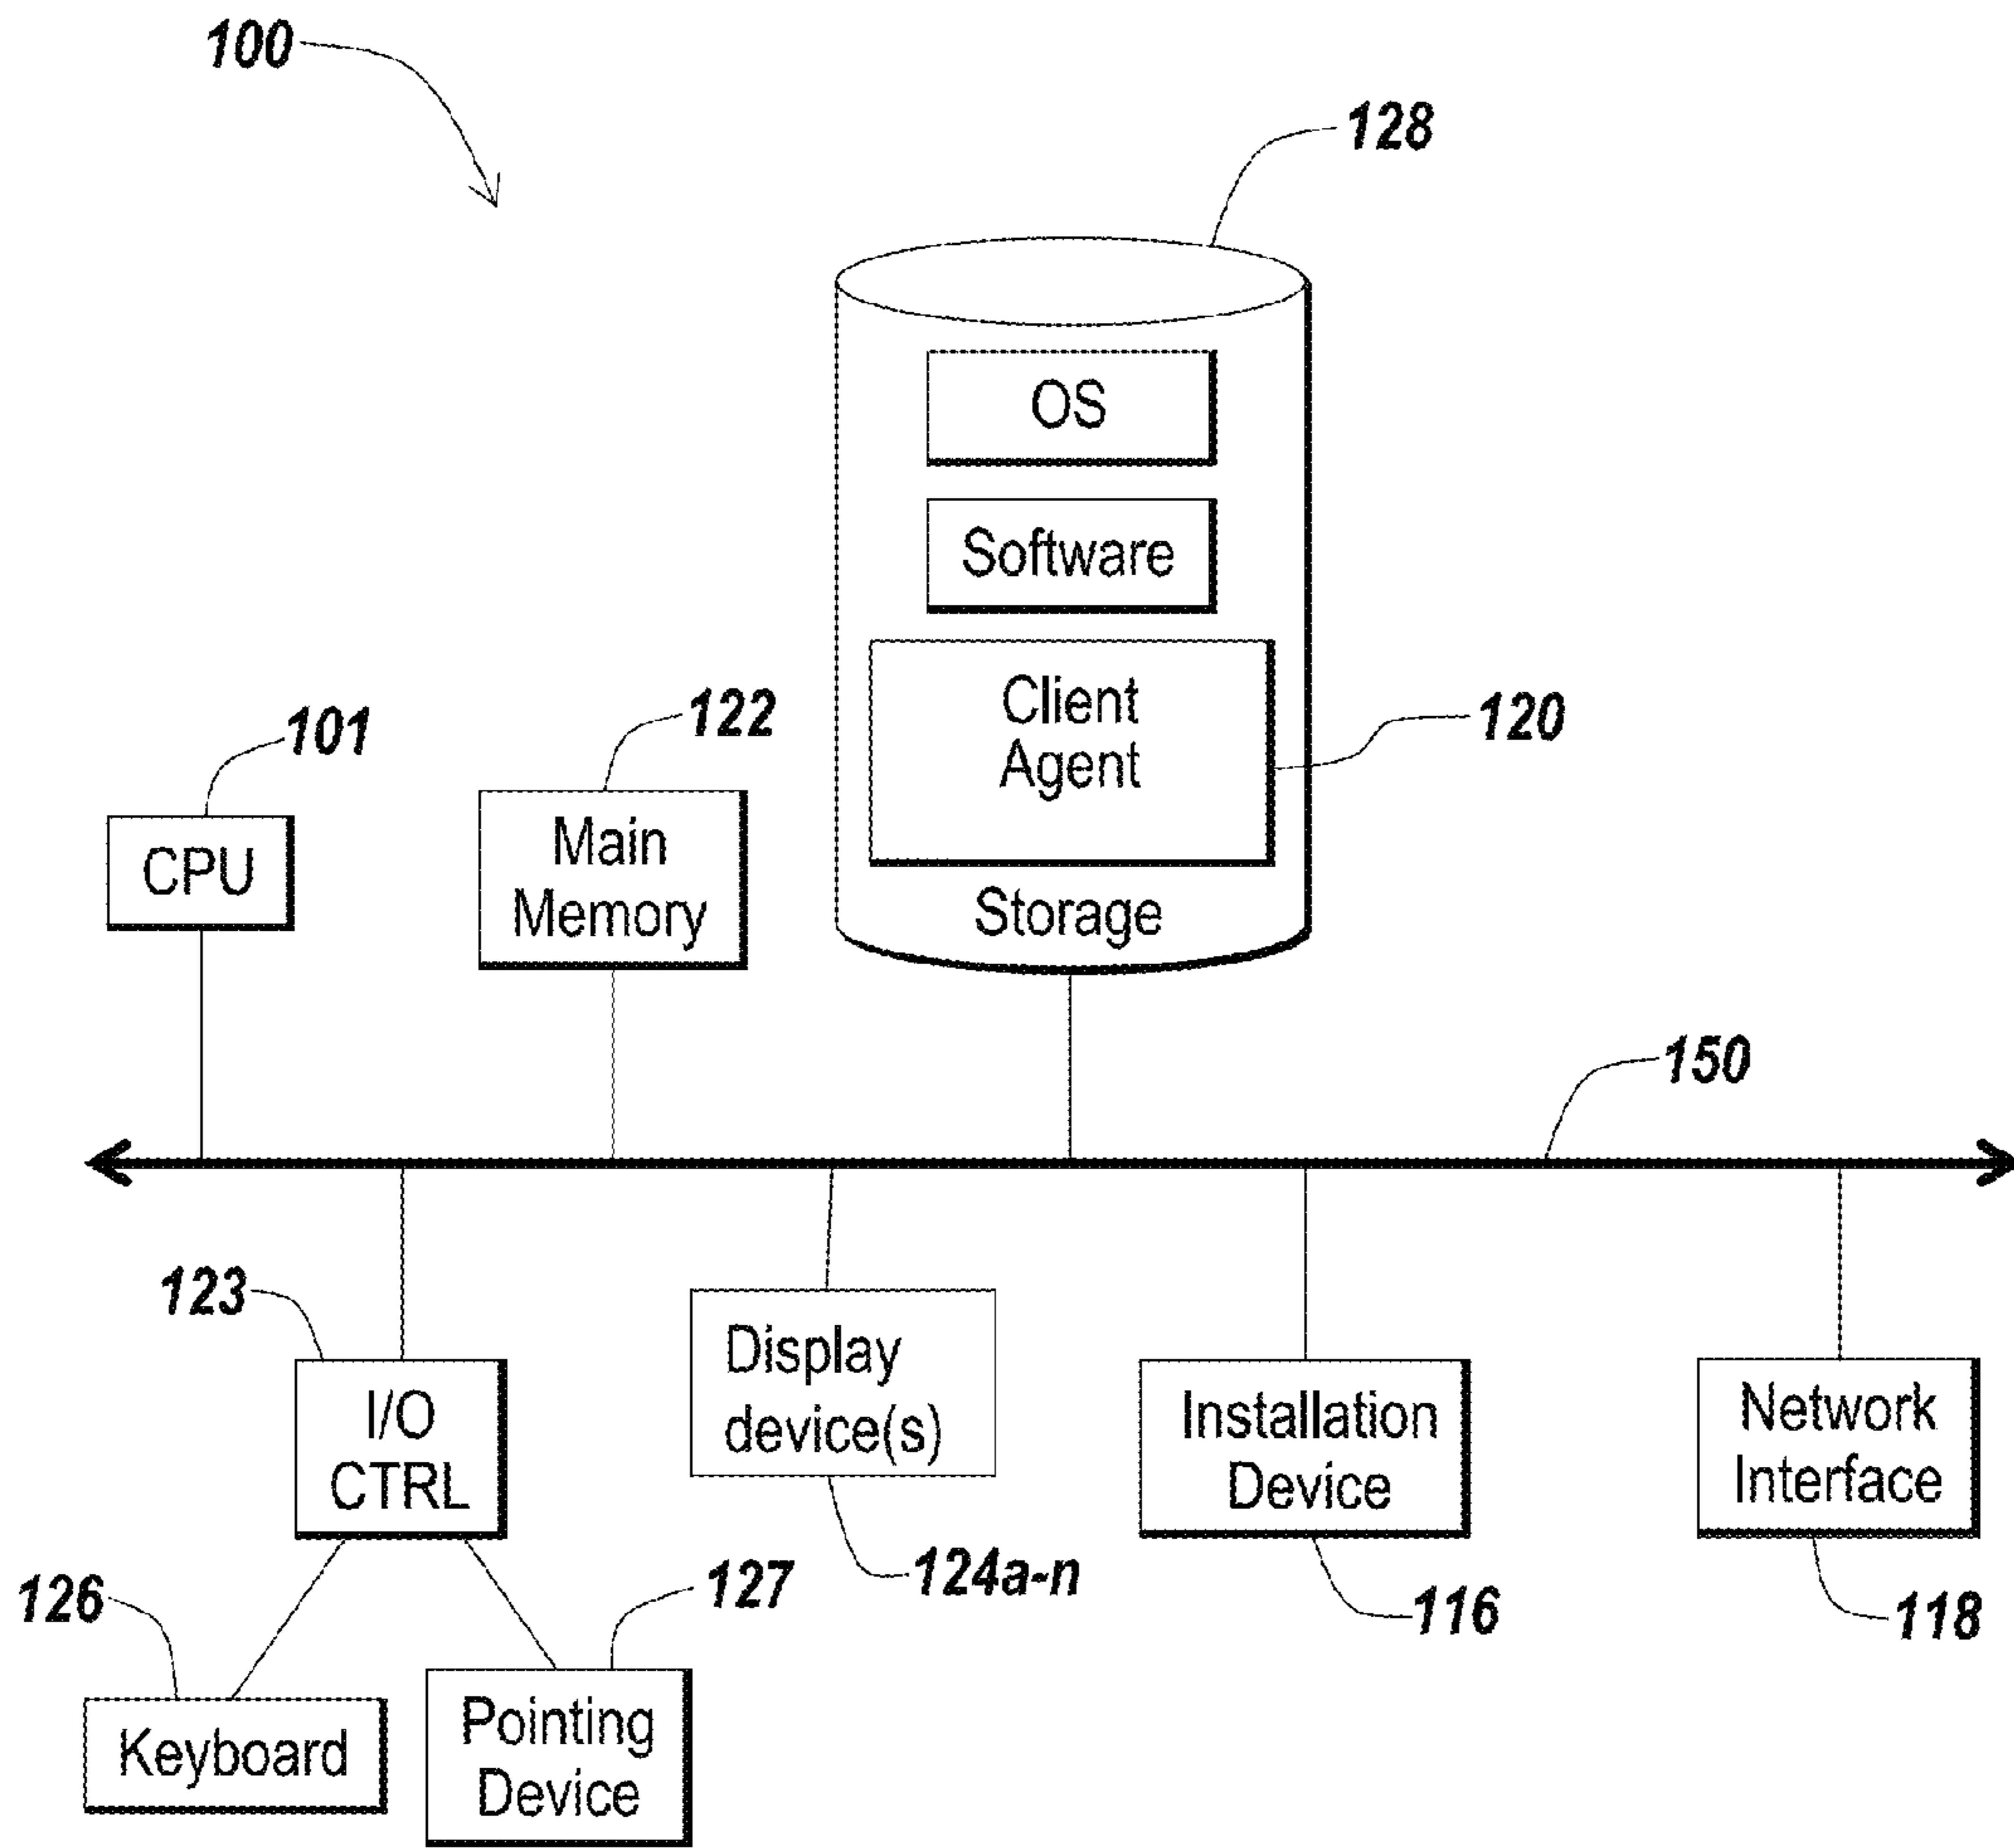 100
128
OS
Software
Client
Agent
120
Storage
101
CPU
122
Main
Memory
150
123
I/O
CTRL
Display
device(s)
124a-n
Installation
Device
116
Network
Interface
118
126
Keyboard
127
Pointing
Device